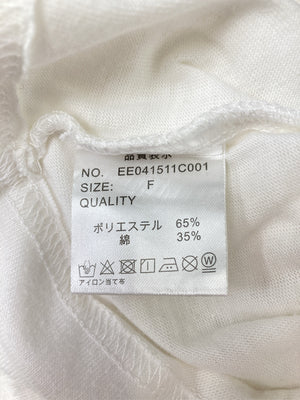 品質表示
NO. EE041511C001
SIZE: F
QUALITY
ポリエステル 65%
綿 35%
アイロン当て布